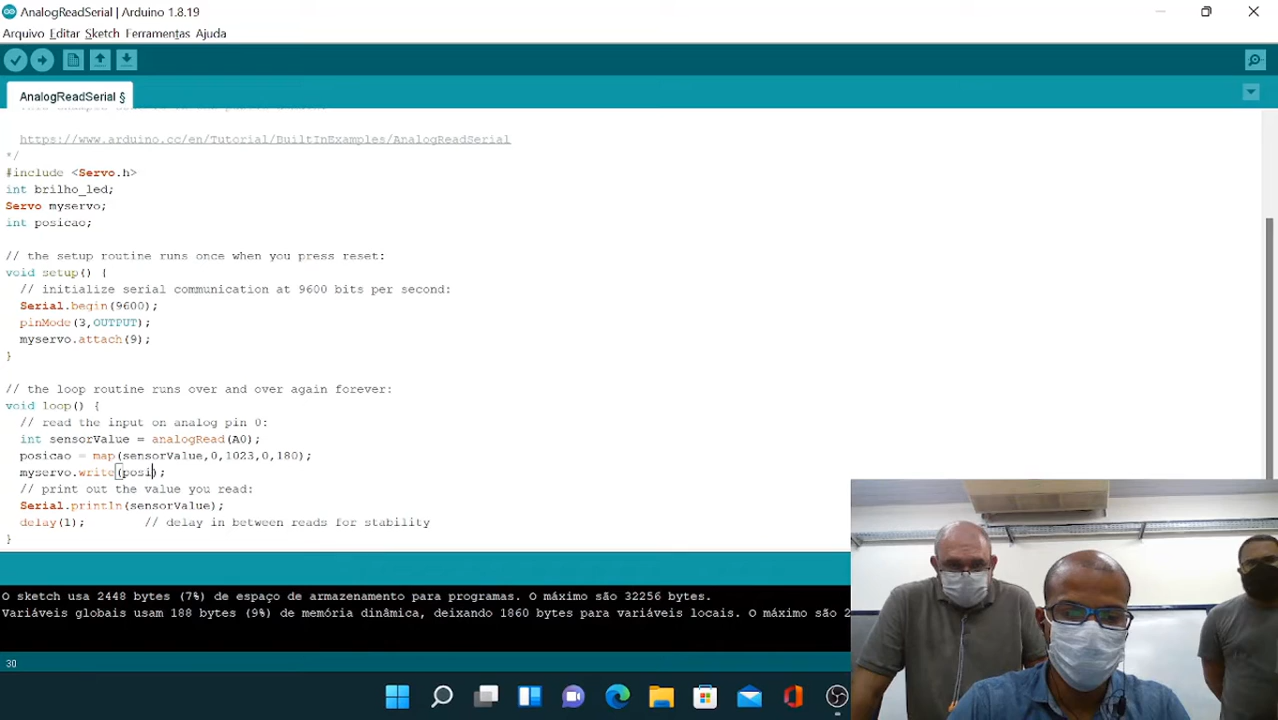 AnalogReadSerial | Arduino 1.8.19
Arquivo Editar Sketch Ferramentas Ajuda
AnalogReadSerial §
https://www.arduino.cc/en/Tutorial/BuiltInExamples/AnalogReadSerial
*/
#include <Servo.h>
int brilho_led;
Servo myservo;
int posicao;
// the setup routine runs once when you press reset:
void setup() {
// initialize serial communication at 9600 bits per second:
Serial.begin(9600);
pinMode(3,OUTPUT);
myservo.attach(9);
}
// the loop routine runs over and over again forever:
void loop() {
// read the input on analog pin 0:
int sensorValue = analogRead(A0);
posicao = map(sensorValue,0,1023,0,180);
myservo.write(posi);
// print out the value you read:
Serial.println(sensorValue);
delay(1);        // delay in between reads for stability
}
O sketch usa 2448 bytes (7%) de espaço de armazenamento para programas. O máximo são 32256 bytes.
Variáveis globais usam 188 bytes (9%) de memória dinâmica, deixando 1860 bytes para variáveis locais. O máximo são 2
30